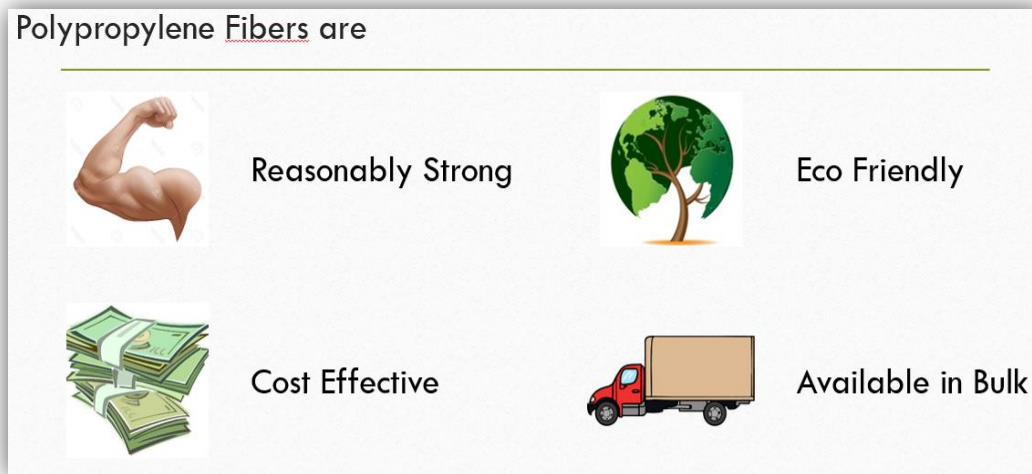 Polypropylene Fibers are
Reasonably Strong
Eco Friendly
Cost Effective
Available in Bulk